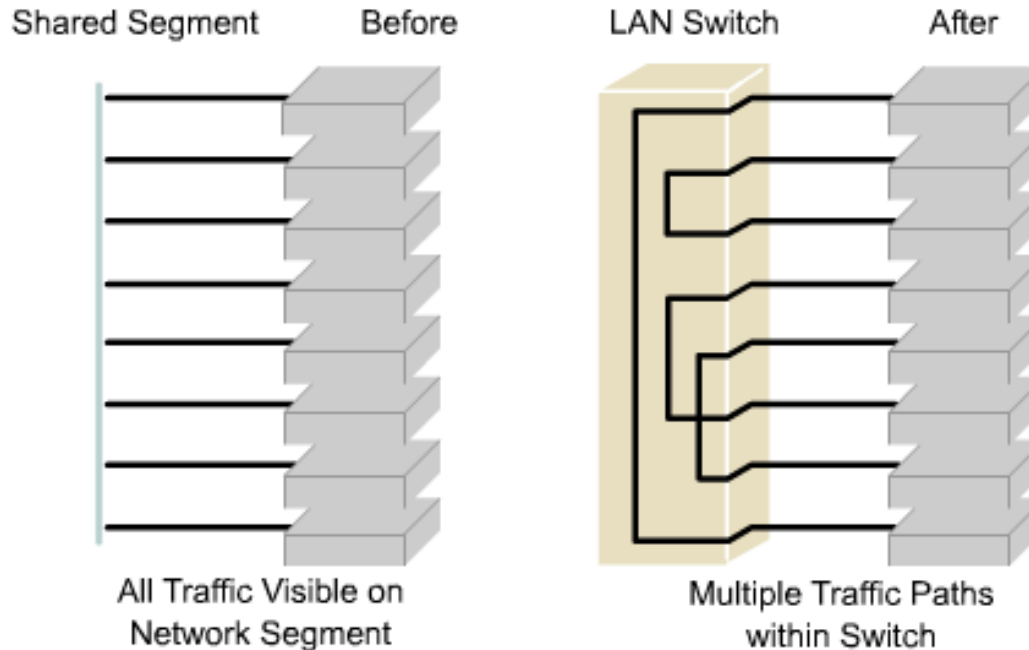 Shared Segment
Before
LAN Switch
After
All Traffic Visible on
Network Segment
Multiple Traffic Paths
within Switch